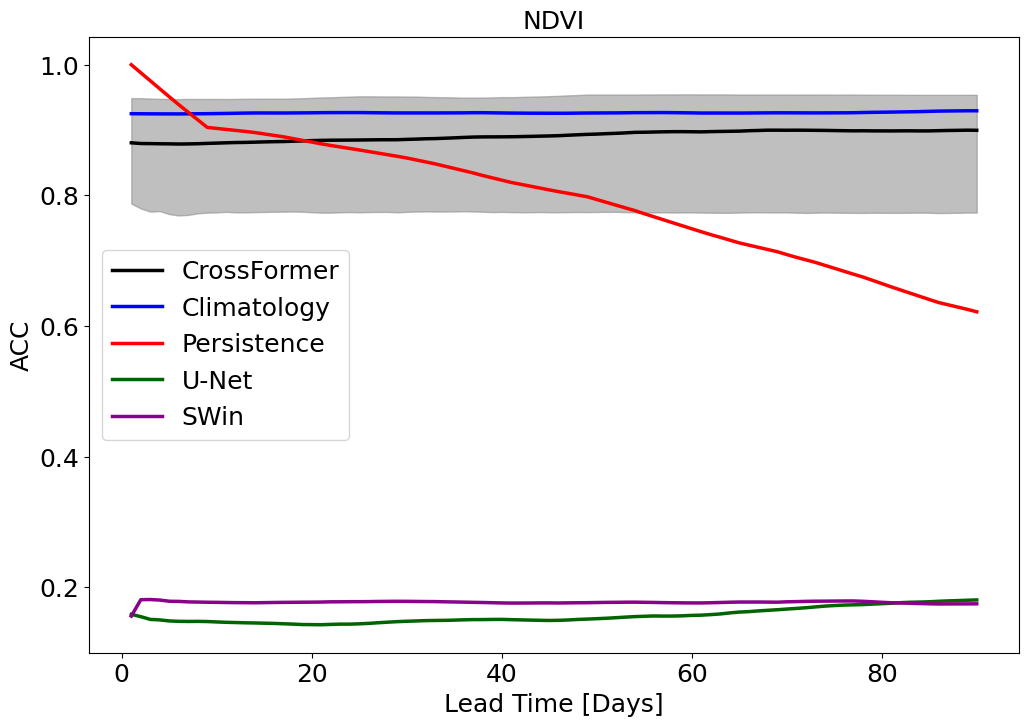 NDVI
1.0
0.8
0.6
0.4
0.2
ACC
CrossFormer
Climatology
Persistence
U-Net
SWin
0 20 40 60 80
Lead Time [Days]